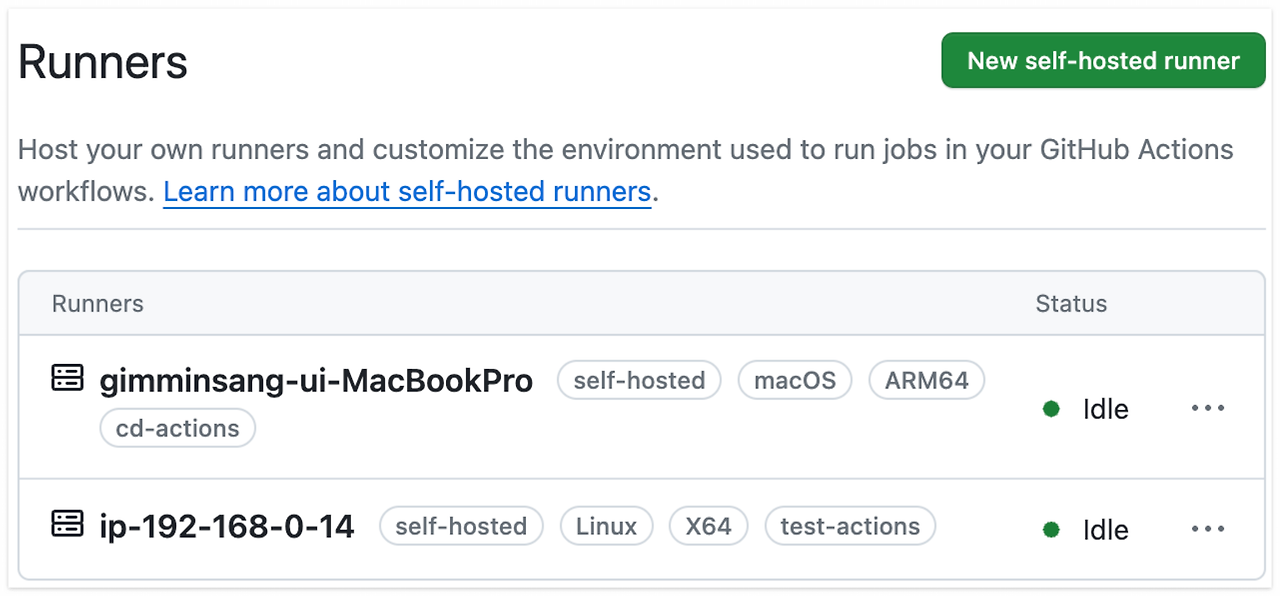 Runners
New self-hosted runner
Host your own runners and customize the environment used to run jobs in your GitHub Actions
workflows. Learn more about self-hosted runners.
Runners Status
gimminsang-ui-MacBookPro self-hosted macOS ARM64
cd-actions
Idle
ip-192-168-0-14 self-hosted Linux X64 test-actions Idle